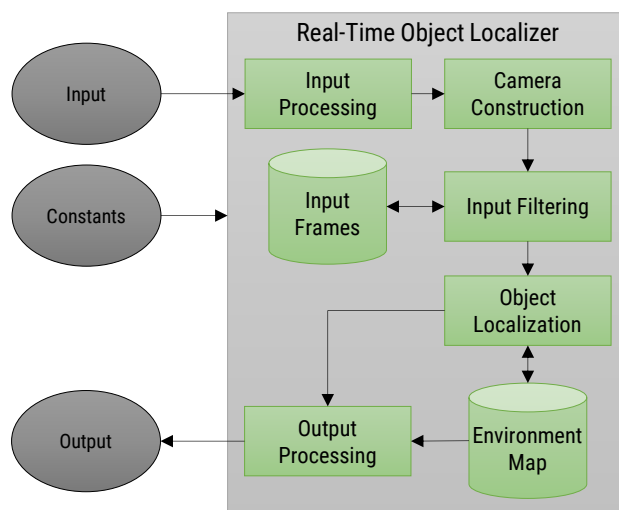 Real-Time Object Localizer
Input
Input
Processing
Camera
Construction
Constants
Input
Frames
Input Filtering
Object
Localization
Output
Output
Processing
Environment
Map